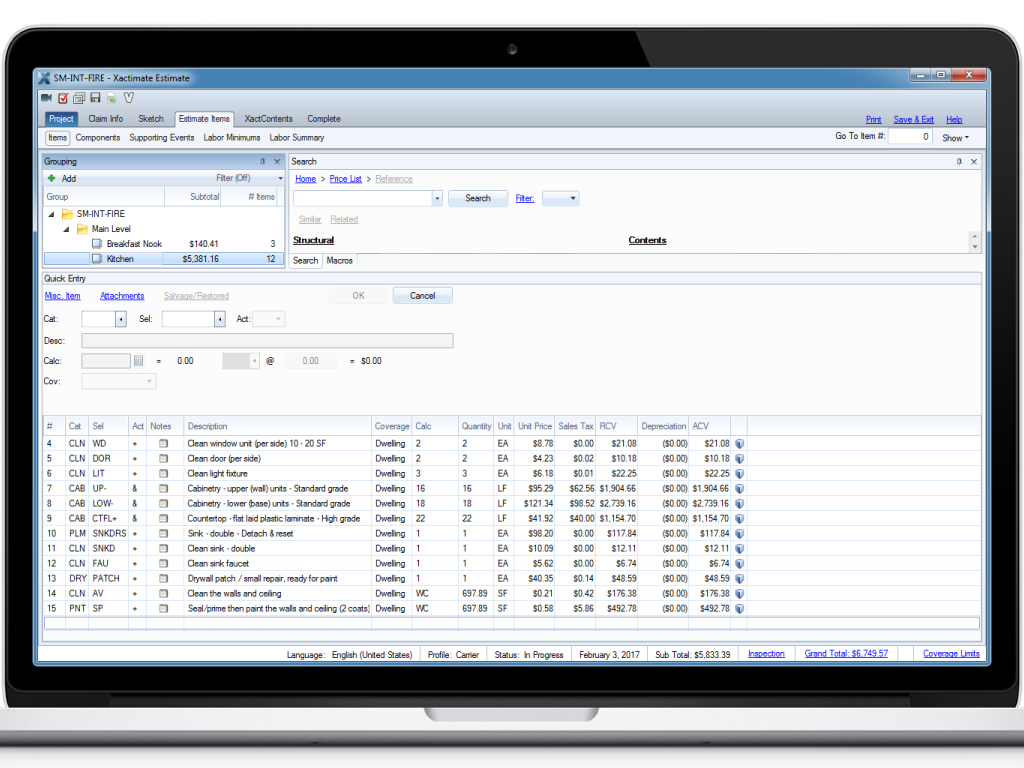 SM-INT-FIRE - Xactimate Estimate
Project Claim Info Sketch Estimate Items XactContents Complete Print Save & Exit Help
Items Components Supporting Events Labor Minimums Labor Summary Go To Item #: 0 Show
Grouping
Add Filter (Off)
Group Subtotal # Items
SM-INT-FIRE
Main Level
Breakfast Nook $140.41 3
Kitchen $5,381.16 12
Search
Home > Price List > Reference
Search Filter:
Similar Related
Structural Contents
Search Macros
Quick Entry
Misc. Item Attachments Salvage/Restored OK Cancel
Cat: Sel: Act:
Desc:
Calc: = 0.00 @ 0.00 = $0.00
Cov:
# Cat Sel Act Notes Description Coverage Calc Quantity Unit Unit Price Sales Tax RCV Depreciation ACV
4 CLN WD + Clean window unit (per side) 10 - 20 SF Dwelling 2 2 EA $8.78 $0.00 $21.08 ($0.00) $21.08
5 CLN DOR + Clean door (per side) Dwelling 2 2 EA $4.23 $0.02 $10.18 ($0.00) $10.18
6 CLN LIT + Clean light fixture Dwelling 3 3 EA $6.18 $0.01 $22.25 ($0.00) $22.25
7 CAB UP- & Cabinetry - upper (wall) units - Standard grade Dwelling 16 16 LF $95.29 $62.56 $1,904.66 ($0.00) $1,904.66
8 CAB LOW- & Cabinetry - lower (base) units - Standard grade Dwelling 18 18 LF $121.34 $98.52 $2,739.16 ($0.00) $2,739.16
9 CAB CTFL+ & Countertop - flat laid plastic laminate - High grade Dwelling 22 22 LF $41.92 $40.00 $1,154.70 ($0.00) $1,154.70
10 PLM SNKDRS + Sink - double - Detach & reset Dwelling 1 1 EA $98.20 $0.00 $117.84 ($0.00) $117.84
11 CLN SNKD + Clean sink - double Dwelling 1 1 EA $10.09 $0.00 $12.11 ($0.00) $12.11
12 CLN FAU + Clean sink faucet Dwelling 1 1 EA $5.62 $0.00 $6.74 ($0.00) $6.74
13 DRY PATCH + Drywall patch / small repair, ready for paint Dwelling 1 1 EA $40.35 $0.14 $48.59 ($0.00) $48.59
14 CLN AV + Clean the walls and ceiling Dwelling WC 697.89 SF $0.21 $0.42 $176.38 ($0.00) $176.38
15 PNT SP + Seal/prime then paint the walls and ceiling (2 coats) Dwelling WC 697.89 SF $0.58 $5.86 $492.78 ($0.00) $492.78
Language: English (United States) Profile: Carrier Status: In Progress February 3, 2017 Sub Total: $5,833.39 Inspection Grand Total: $6,749.57 Coverage Limits